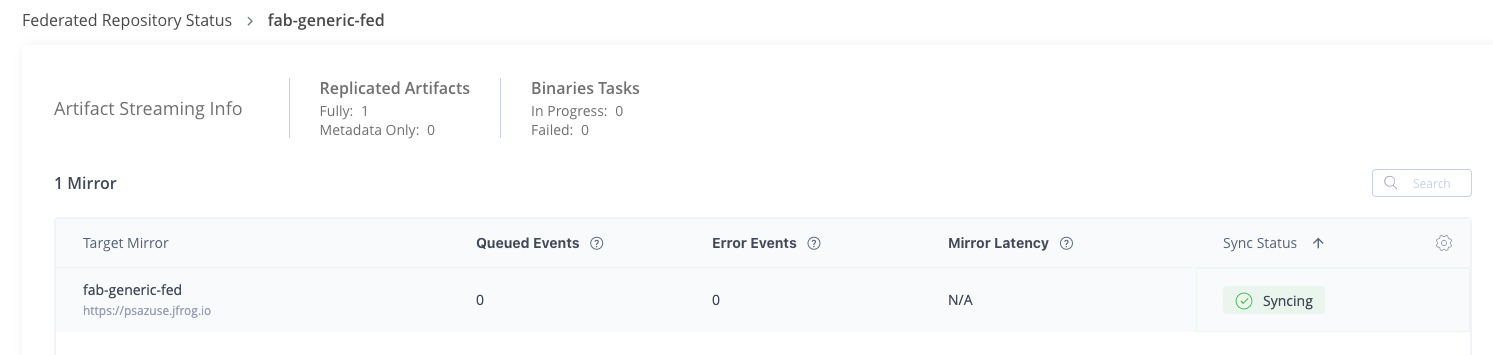 Federated Repository Status > fab-generic-fed
Artifact Streaming Info
Replicated Artifacts
Fully: 1
Metadata Only: 0
Binaries Tasks
In Progress: 0
Failed: 0
1 Mirror
Search
Target Mirror Queued Events ? Error Events ? Mirror Latency ? Sync Status ↑
fab-generic-fed 0 0 N/A Syncing
https://psazuse.jfrog.io